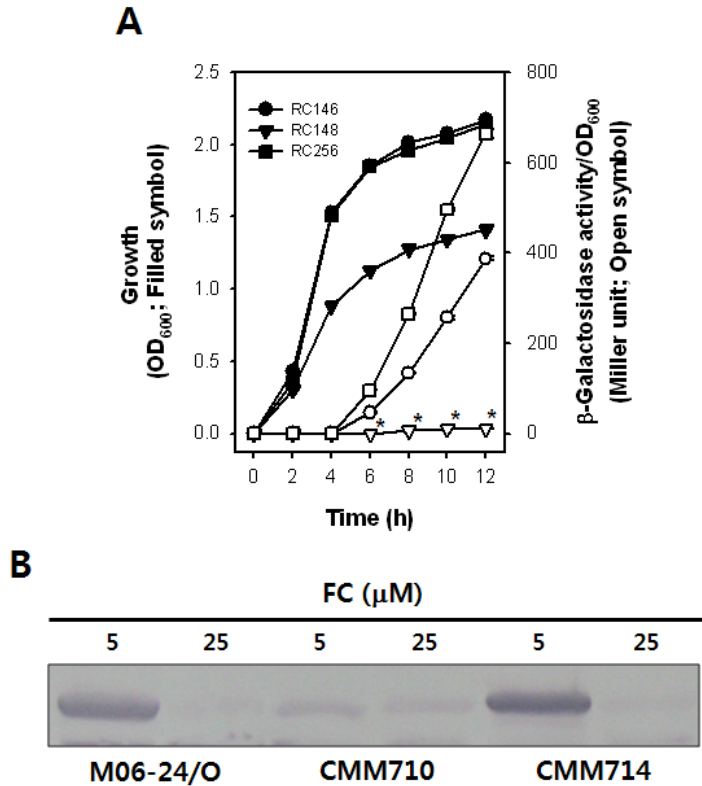 A
2.5
2.0
1.5
1.0
0.5
0.0
Growth
(OD600; Filled symbol)
RC146
RC148
RC256
* * * *
800
600
400
200
0
β-Galactosidase activity/OD600
(Miller unit; Open symbol)
0 2 4 6 8 10 12
Time (h)
B
FC (μM)
5 25 5 25 5 25
M06-24/O CMM710 CMM714